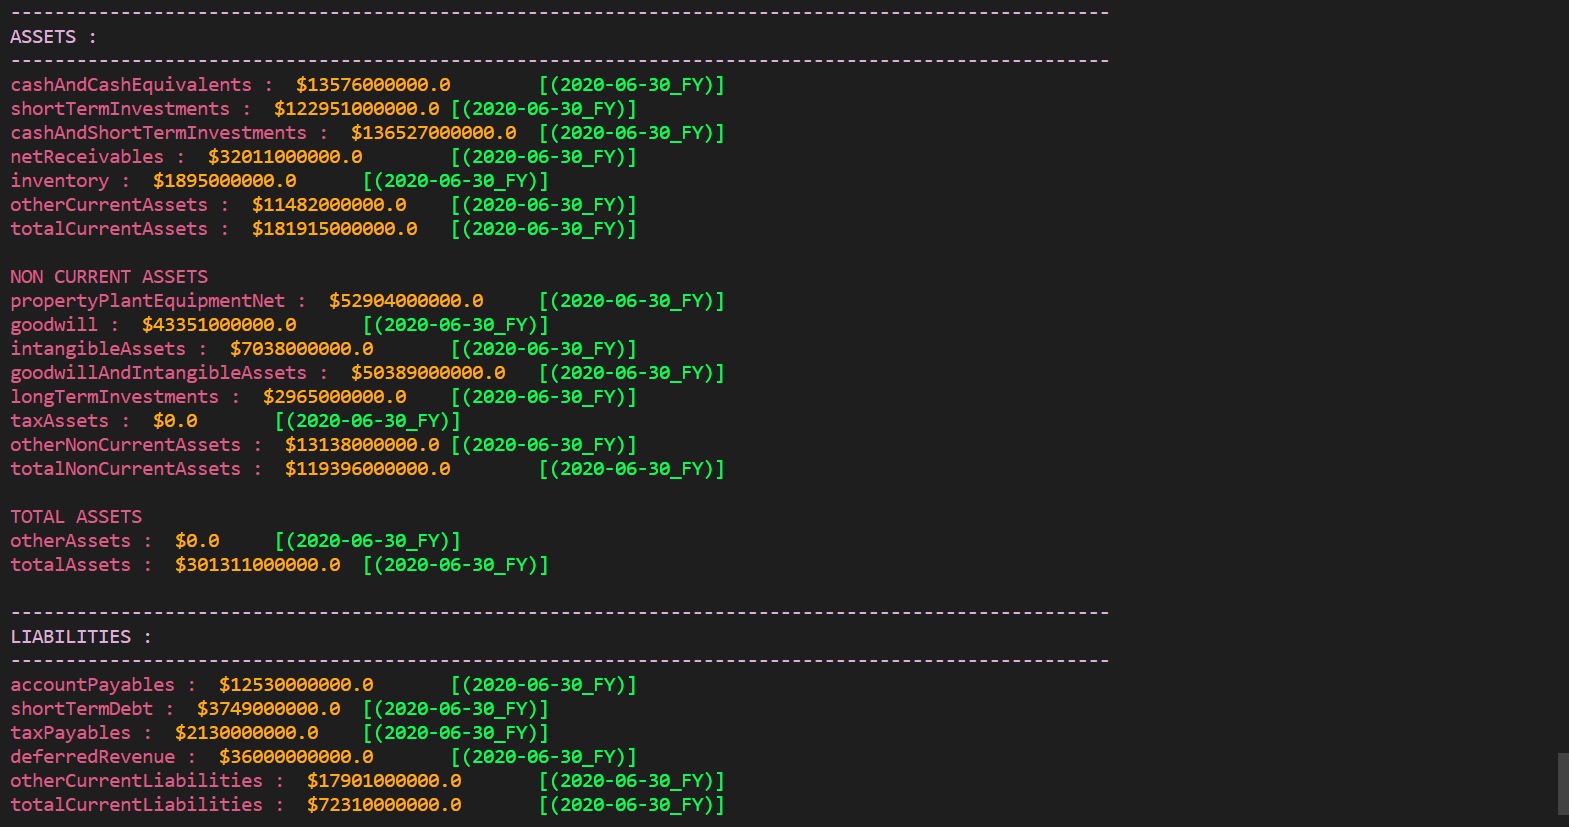 ----------------------------------------------------------------------------------------------------
ASSETS :
----------------------------------------------------------------------------------------------------
cashAndCashEquivalents :  $13576000000.0        [(2020-06-30_FY)]
shortTermInvestments :  $122951000000.0 [(2020-06-30_FY)]
cashAndShortTermInvestments :  $136527000000.0  [(2020-06-30_FY)]
netReceivables :  $32011000000.0        [(2020-06-30_FY)]
inventory :  $1895000000.0      [(2020-06-30_FY)]
otherCurrentAssets :  $11482000000.0    [(2020-06-30_FY)]
totalCurrentAssets :  $181915000000.0   [(2020-06-30_FY)]

NON CURRENT ASSETS
propertyPlantEquipmentNet :  $52904000000.0     [(2020-06-30_FY)]
goodwill :  $43351000000.0      [(2020-06-30_FY)]
intangibleAssets :  $7038000000.0       [(2020-06-30_FY)]
goodwillAndIntangibleAssets :  $50389000000.0   [(2020-06-30_FY)]
longTermInvestments :  $2965000000.0    [(2020-06-30_FY)]
taxAssets :  $0.0       [(2020-06-30_FY)]
otherNonCurrentAssets :  $13138000000.0 [(2020-06-30_FY)]
totalNonCurrentAssets :  $119396000000.0        [(2020-06-30_FY)]

TOTAL ASSETS
otherAssets :  $0.0     [(2020-06-30_FY)]
totalAssets :  $301311000000.0  [(2020-06-30_FY)]

----------------------------------------------------------------------------------------------------
LIABILITIES :
----------------------------------------------------------------------------------------------------
accountPayables :  $12530000000.0       [(2020-06-30_FY)]
shortTermDebt :  $3749000000.0  [(2020-06-30_FY)]
taxPayables :  $2130000000.0    [(2020-06-30_FY)]
deferredRevenue :  $36000000000.0       [(2020-06-30_FY)]
otherCurrentLiabilities :  $17901000000.0       [(2020-06-30_FY)]
totalCurrentLiabilities :  $72310000000.0       [(2020-06-30_FY)]